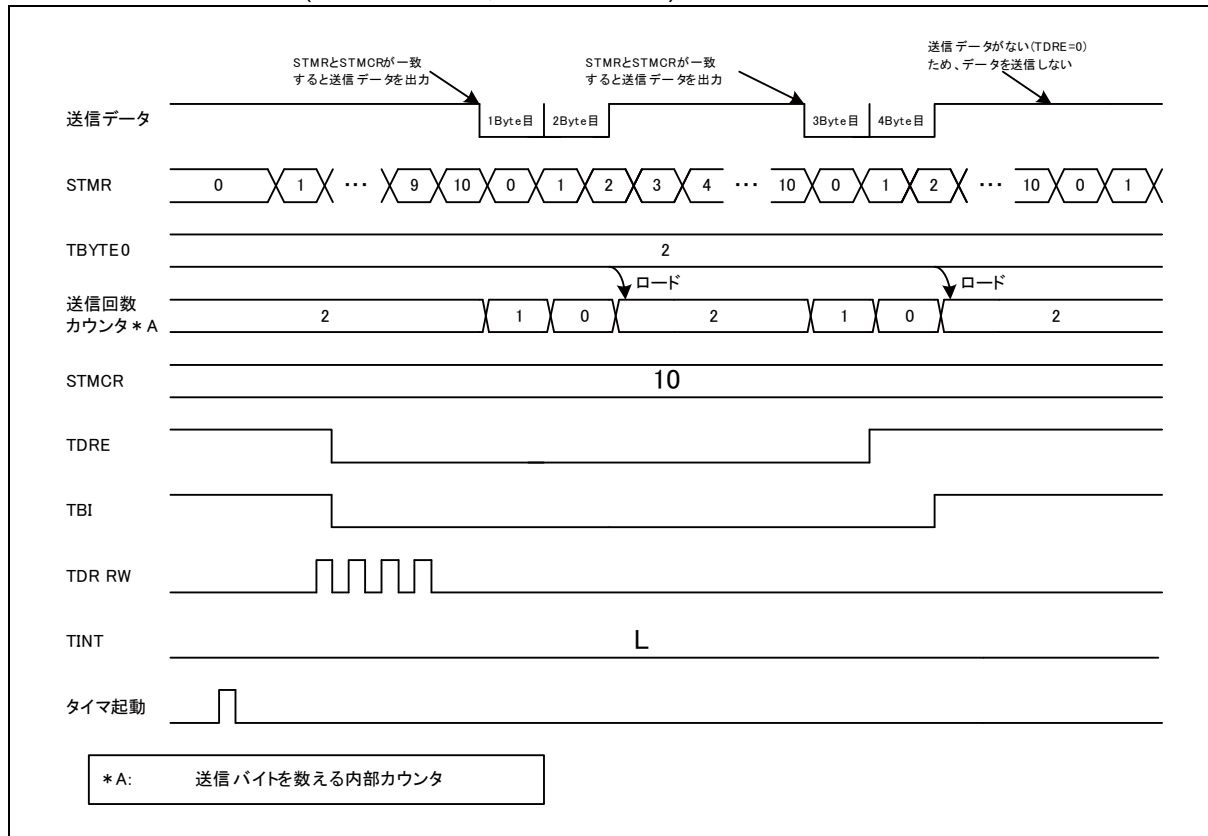 STMRとSTMCRが一致
すると送信データを出力
STMRとSTMCRが一致
すると送信データを出力
送信データがない(TDRE=0)
ため、データを送信しない
送信データ
1Byte目 2Byte目 3Byte目 4Byte目
STMR 0 1 ··· 9 10 0 1 2 3 4 ··· 10 0 1 2 ··· 10 0 1
TBYTE0 2
ロード ロード
送信回数
カウンタ*A 2 1 0 2 1 0 2
STMCR 10
TDRE
TBI
TDR RW
TINT L
タイマ起動
*A: 送信バイトを数える内部カウンタ